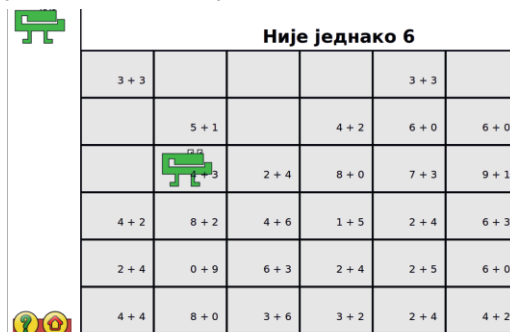 Није једнако 6
3 + 3 3 + 3
5 + 1 4 + 2 6 + 0 6 + 0
4 + 3 2 + 4 8 + 0 7 + 3 9 + 1
4 + 2 8 + 2 4 + 6 1 + 5 2 + 4 6 + 3
2 + 4 0 + 9 6 + 3 2 + 4 2 + 5 6 + 0
4 + 4 8 + 0 3 + 6 3 + 2 2 + 4 4 + 2
?